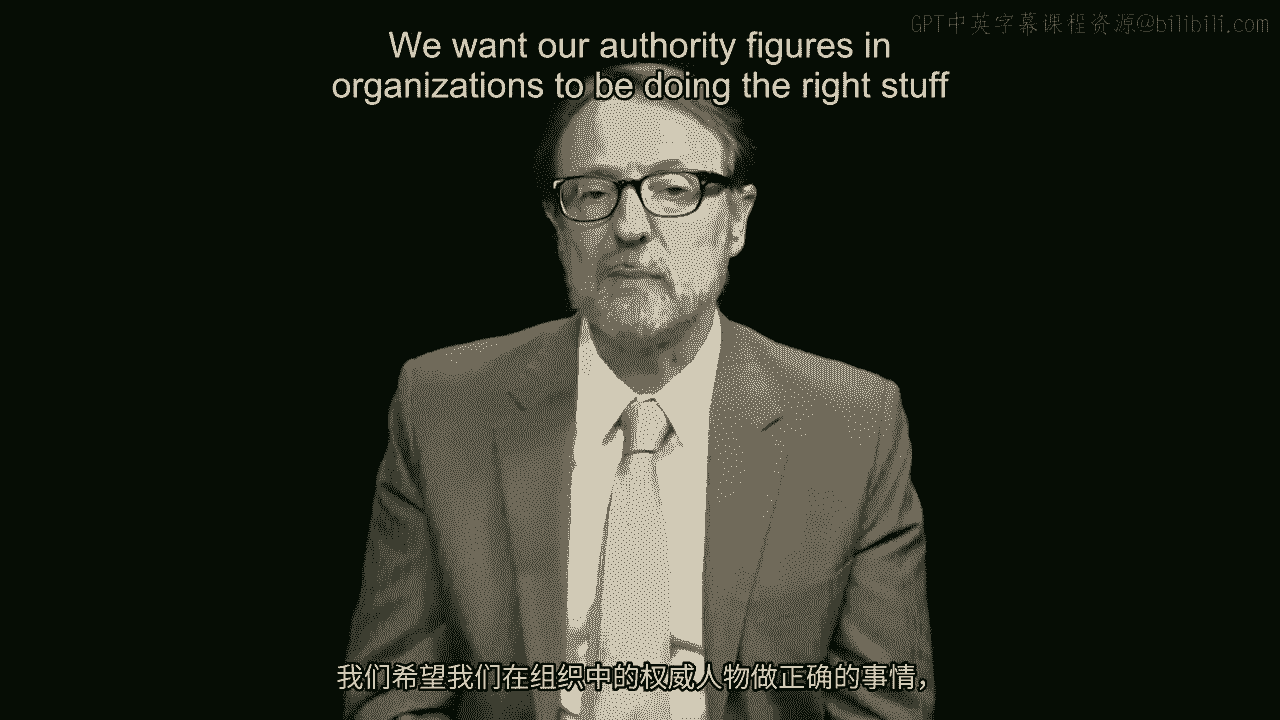 GPT中英字幕课程资源@bilibili.com
We want our authority figures in
organizations to be doing the right stuff
我们希望我们在组织中的权威人物做正确的事情，